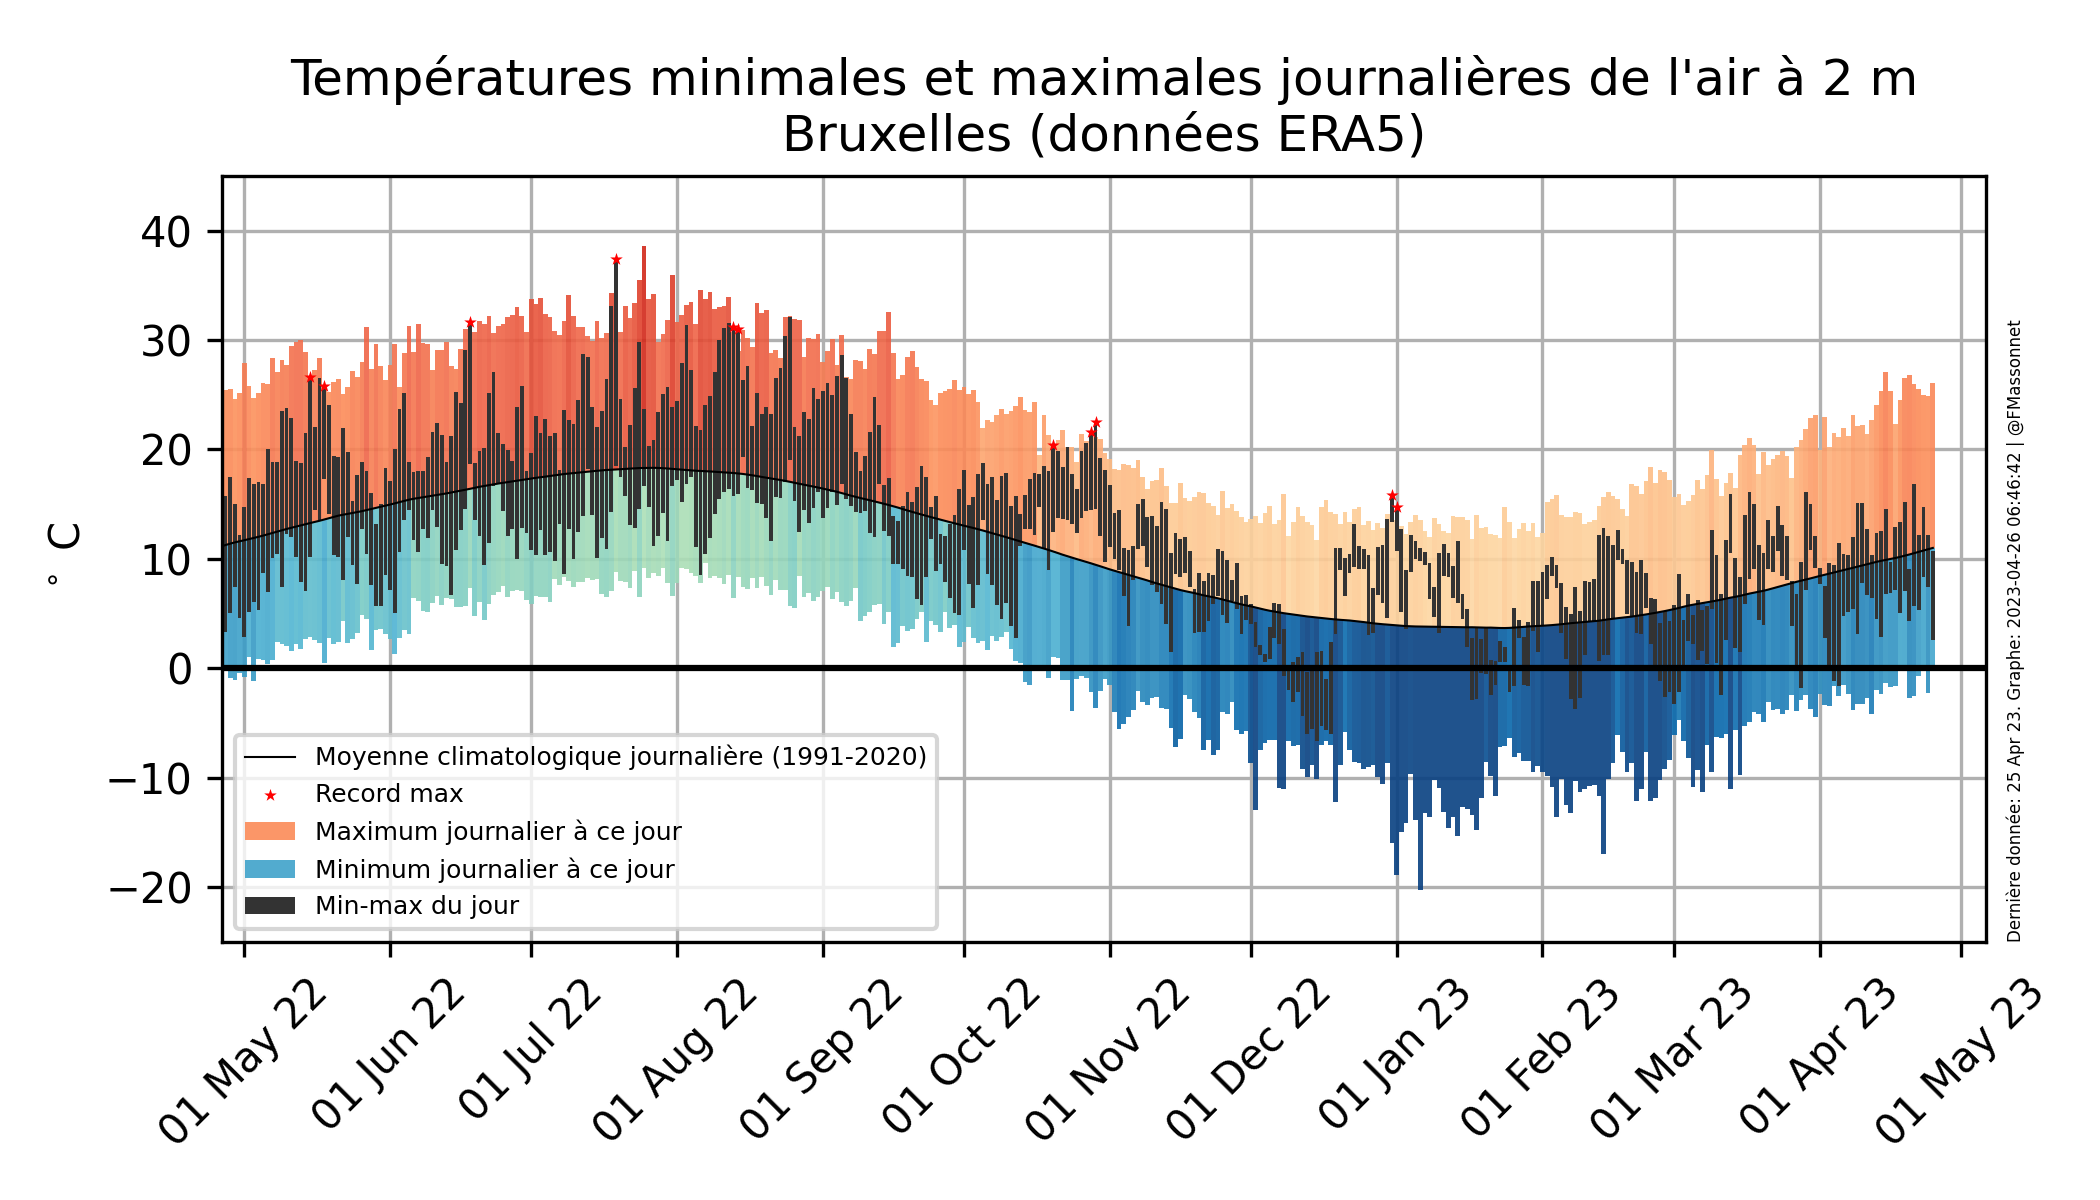 Températures minimales et maximales journalières de l'air à 2 m
Bruxelles (données ERA5)
° C
40
30
20
10
0
−10
−20
Moyenne climatologique journalière (1991-2020)
Record max
Maximum journalier à ce jour
Minimum journalier à ce jour
Min-max du jour
01 May 22
01 Jun 22
01 Jul 22
01 Aug 22
01 Sep 22
01 Oct 22
01 Nov 22
01 Dec 22
01 Jan 23
01 Feb 23
01 Mar 23
01 Apr 23
01 May 23
Dernière donnée: 25 Apr 23. Graphe: 2023-04-26 06:46:42 | @FMassonnet